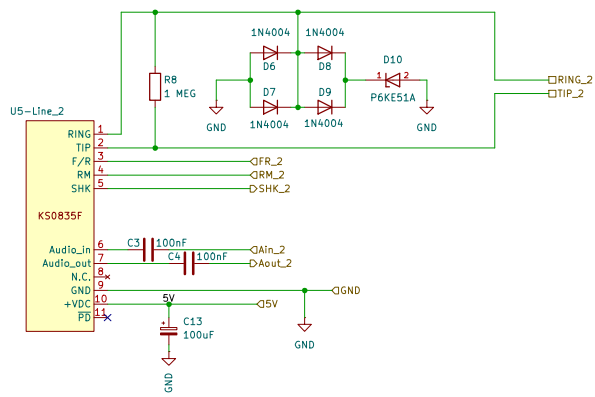 1N4004 1N4004
D6 D8
D10
1 2
P6KE51A
RING_2
TIP_2
R8
1 MEG
GND
D7 D9
1N4004 1N4004
GND
U5-Line_2
RING 1
TIP 2
F/R 3 FR_2
RM 4 RM_2
SHK 5 SHK_2
KS0835F
Audio_in 6 C3 100nF Ain_2
Audio_out 7 C4 100nF Aout_2
N.C. 8
GND 9 GND
+VDC 10 5V 5V
PD 11
C13
100uF
GND
GND